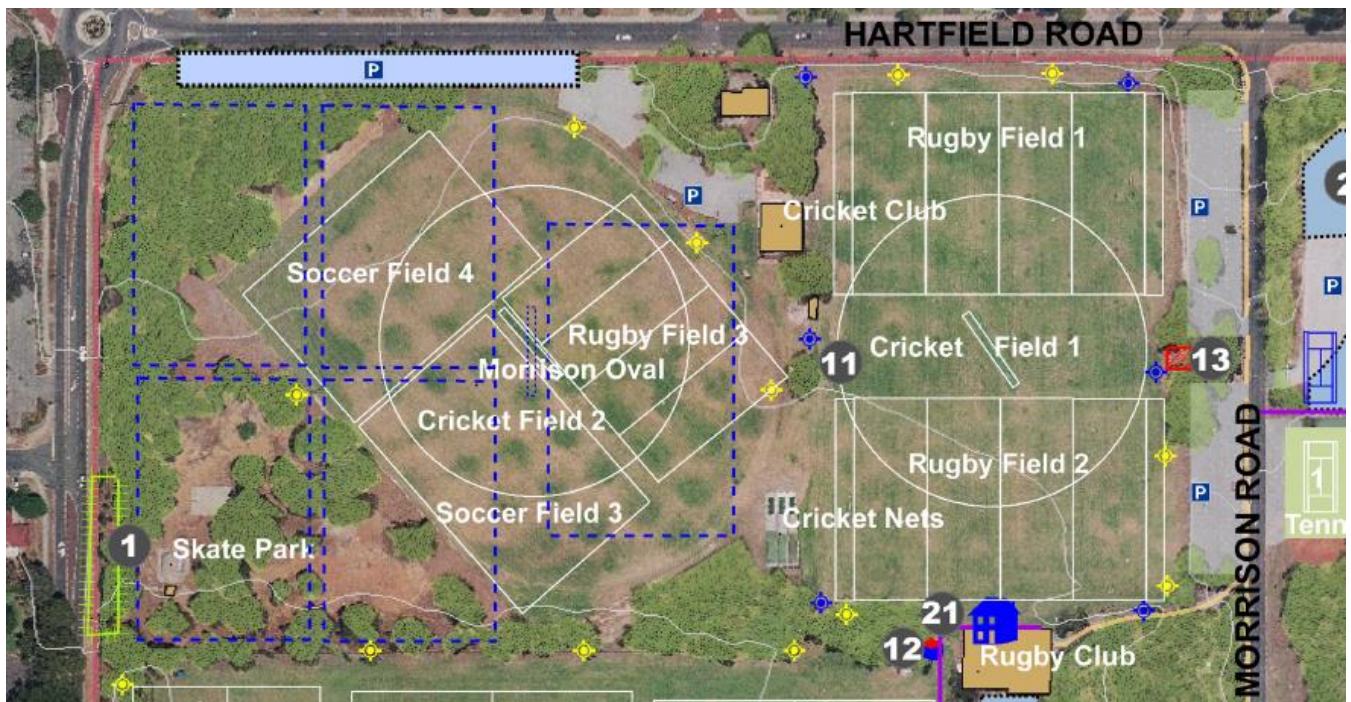 HARTFIELD ROAD
P
Rugby Field 1
2
Cricket Club
P
P
Soccer Field 4
P
Rugby Field 3
11
Cricket Field 1
13
Morrison Oval
Cricket Field 2
Rugby Field 2
1
P
Soccer Field 3
Cricket Nets
Tenn
1
Skate Park
MORRISON ROAD
21
12
Rugby Club